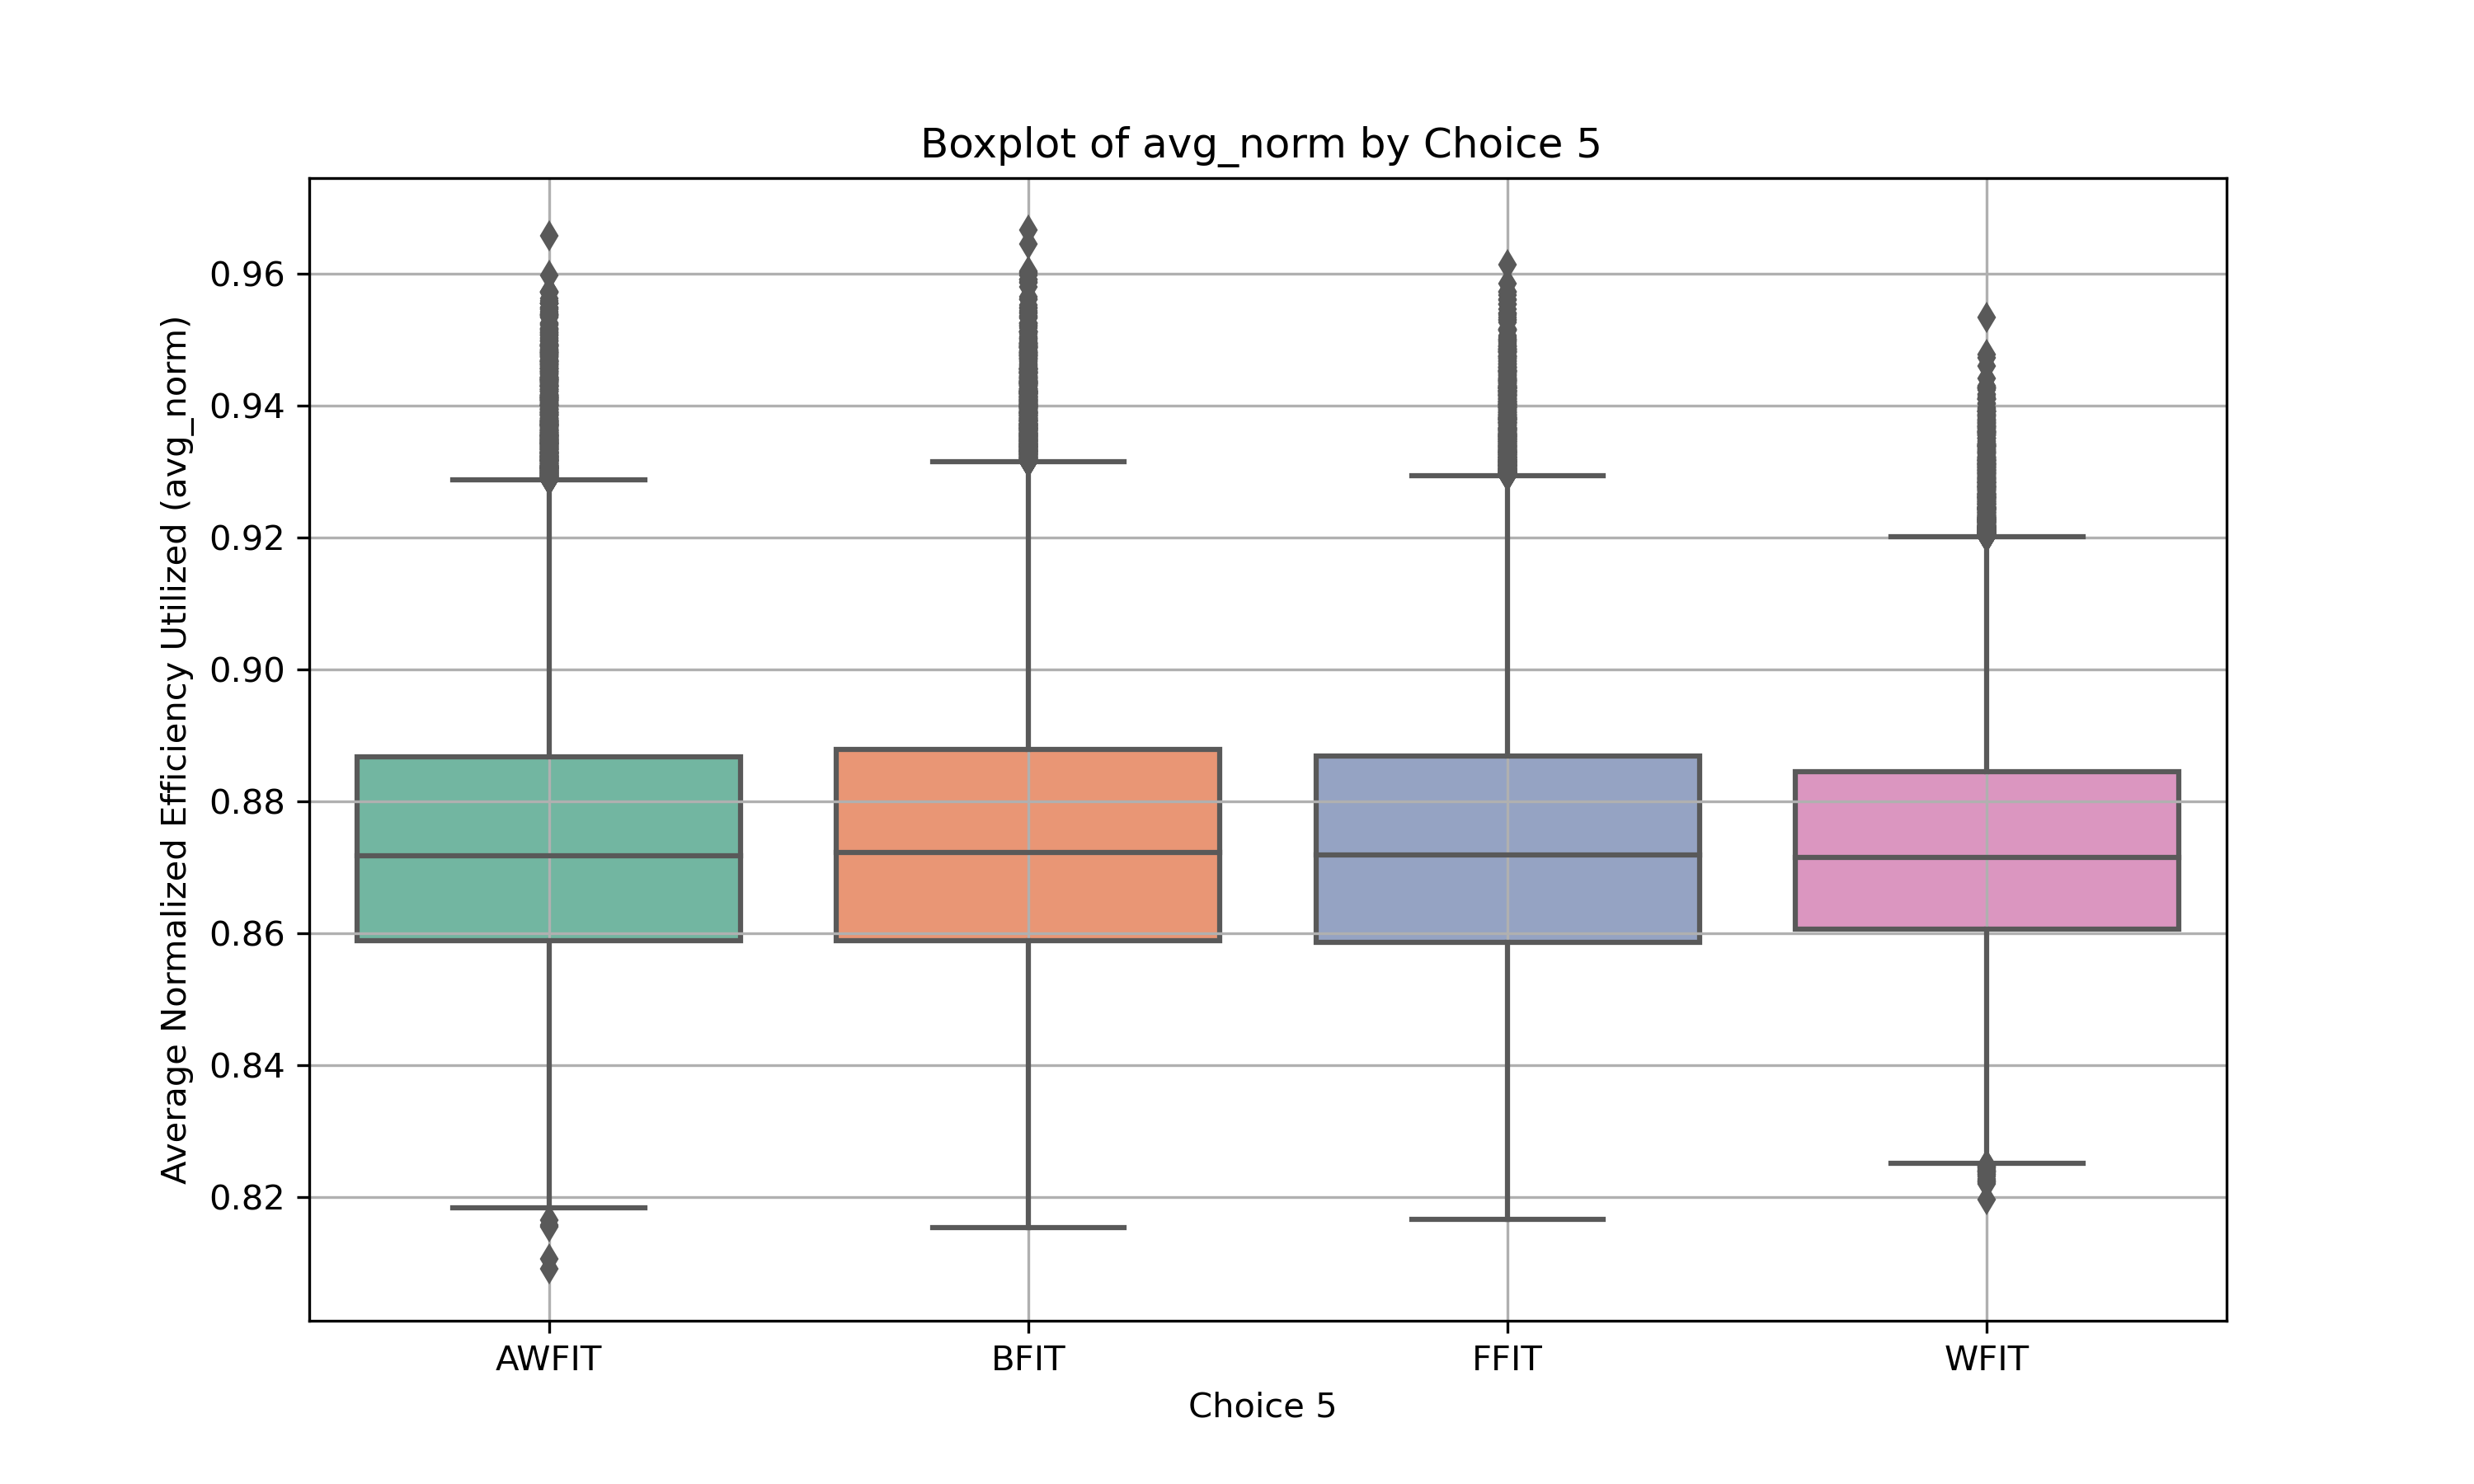 Boxplot of avg_norm by Choice 5
Average Normalized Efficiency Utilized (avg_norm)
0.96
0.94
0.92
0.90
0.88
0.86
0.84
0.82
AWFIT
BFIT
FFIT
WFIT
Choice 5